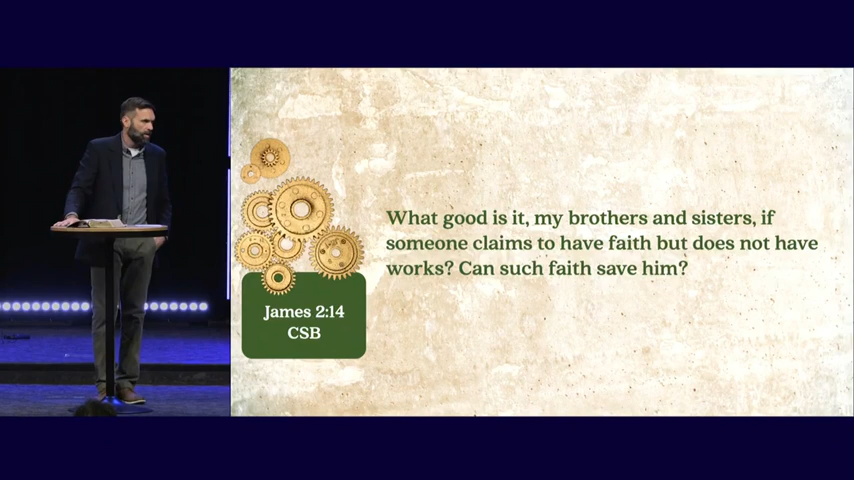 What good is it, my brothers and sisters, if
someone claims to have faith but does not have
works? Can such faith save him?
James 2:14
CSB